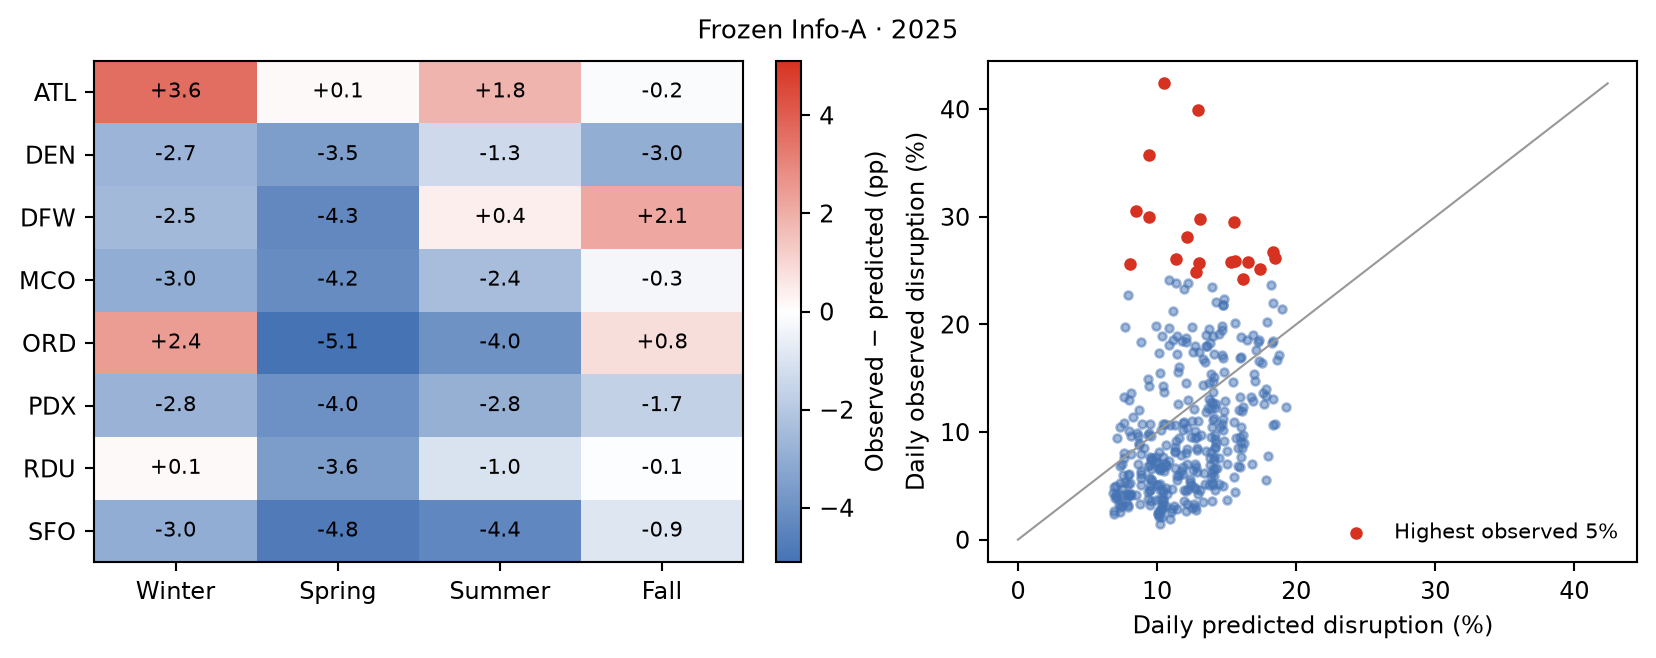 Frozen Info-A · 2025
ATL +3.6 +0.1 +1.8 -0.2
DEN -2.7 -3.5 -1.3 -3.0
DFW -2.5 -4.3 +0.4 +2.1
MCO -3.0 -4.2 -2.4 -0.3
ORD +2.4 -5.1 -4.0 +0.8
PDX -2.8 -4.0 -2.8 -1.7
RDU +0.1 -3.6 -1.0 -0.1
SFO -3.0 -4.8 -4.4 -0.9
Winter Spring Summer Fall
4
2
0
−2
−4
Observed − predicted (pp)
Daily observed disruption (%)
40
30
20
10
0
Highest observed 5%
0 10 20 30 40
Daily predicted disruption (%)